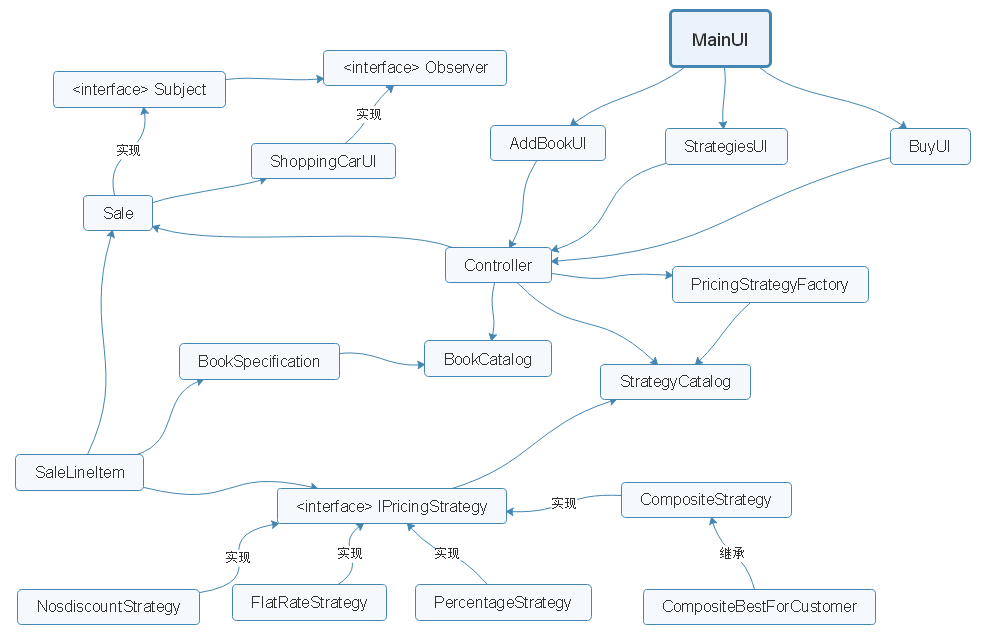 MainUI
<interface> Observer
<interface> Subject
实现
AddBookUI
StrategiesUI
BuyUI
实现
ShoppingCarUI
Sale
Controller
PricingStrategyFactory
BookSpecification
BookCatalog
StrategyCatalog
SaleLineItem
<interface> IPricingStrategy
实现
CompositeStrategy
实现
实现
实现
继承
NosdiscountStrategy
FlatRateStrategy
PercentageStrategy
CompositeBestForCustomer